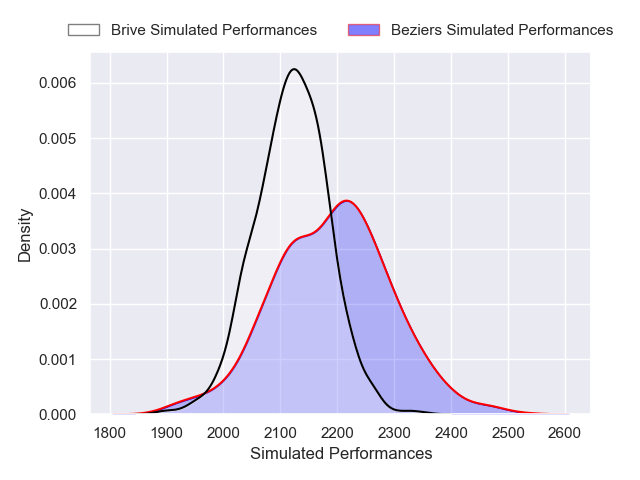 Brive Simulated Performances
Beziers Simulated Performances
0.006
0.005
0.004
0.003
0.002
0.001
0.000
Density
1800 1900 2000 2100 2200 2300 2400 2500 2600
Simulated Performances